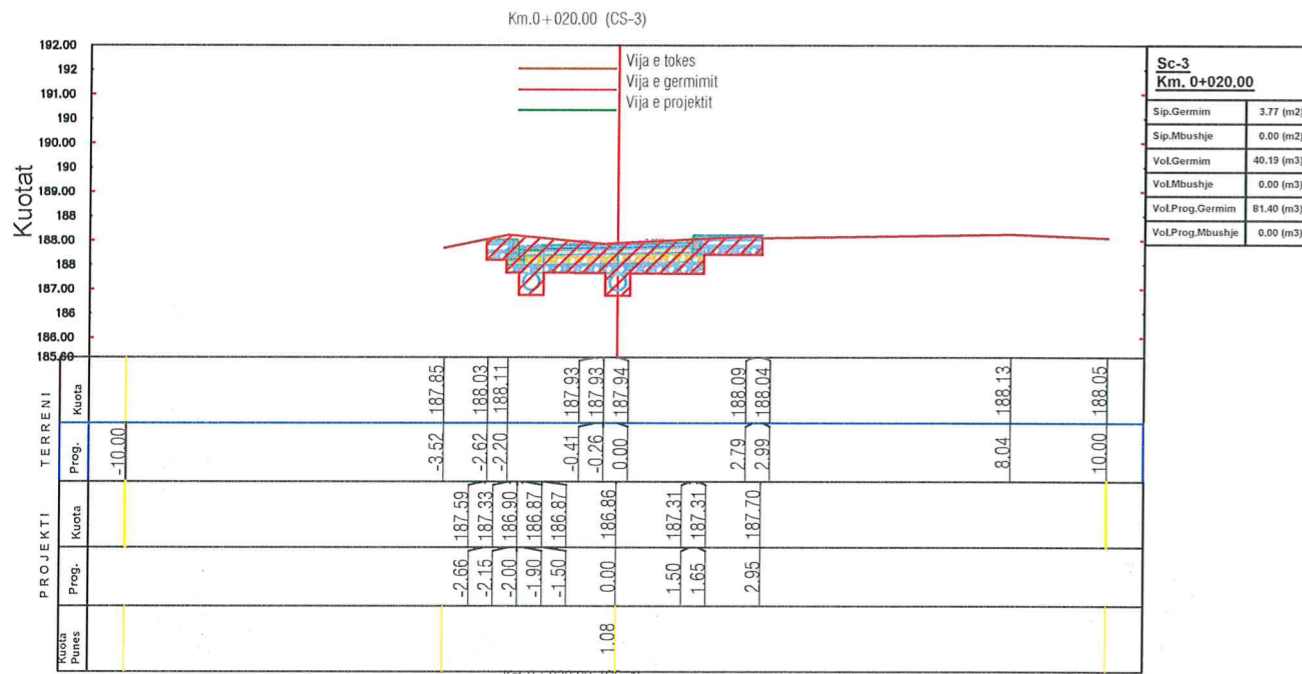 Km.0+020.00 (CS-3)
192.00
192
191.00
190
190.00
190
189.00
188
188.00
188
187.00
186
186.00
185.60
Kuotat
Vija e tokes
Vija e germimit
Vija e projektit
Sc-3
Km. 0+020.00
Sip.Germim 3.77 (m2)
Sip.Mbushje 0.00 (m2)
Vol.Germim 40.19 (m3)
Vol.Mbushje 0.00 (m3)
Vol.Prog.Germim 81.40 (m3)
Vol.Prog.Mbushje 0.00 (m3)
TERRENI
Kuota 187.85 188.03 188.11 187.93 187.93 187.94 188.09 188.04 188.13 188.05
Prog. -10.00 -3.52 -2.62 -2.20 -0.41 -0.26 0.00 2.79 2.99 8.04 10.00
PROJEKTI
Kuota 187.59 187.33 186.90 186.87 186.87 186.86 187.31 187.31 187.70
Prog. -2.66 -2.15 -2.00 -1.90 -1.50 0.00 1.50 1.65 2.95
Kuota
Punes 1.08